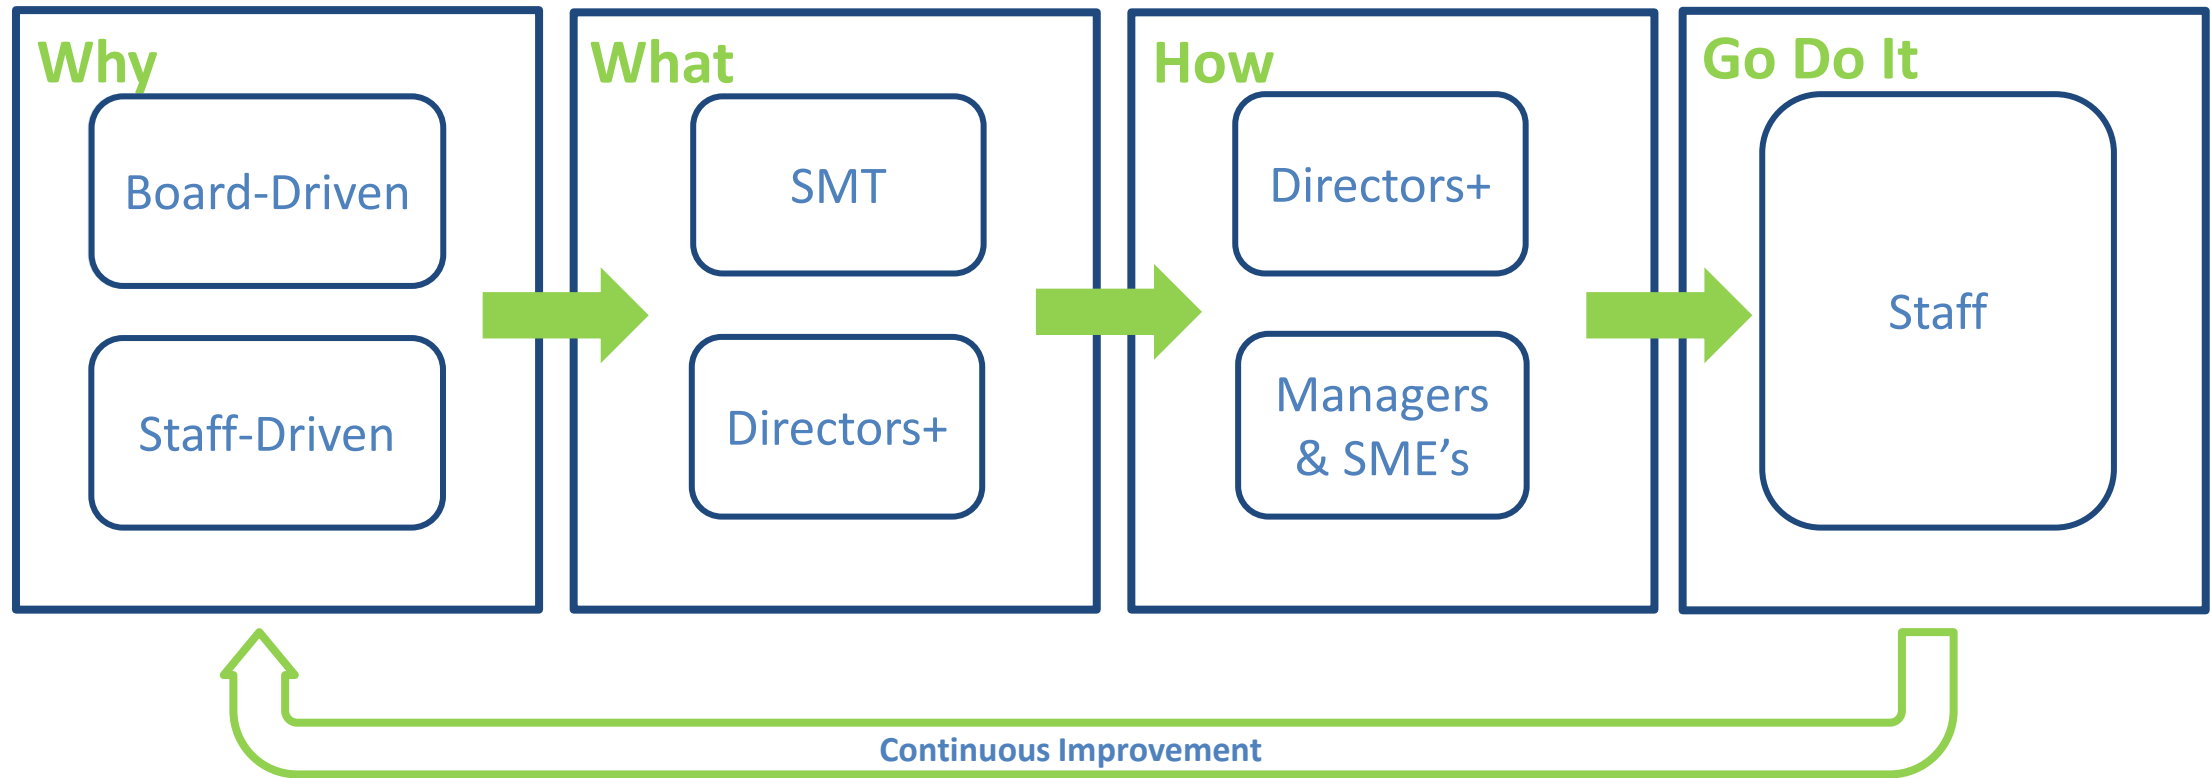 Why
Board-Driven
Staff-Driven
What
SMT
Directors+
How
Directors+
Managers
& SME’s
Go Do It
Staff
Continuous Improvement